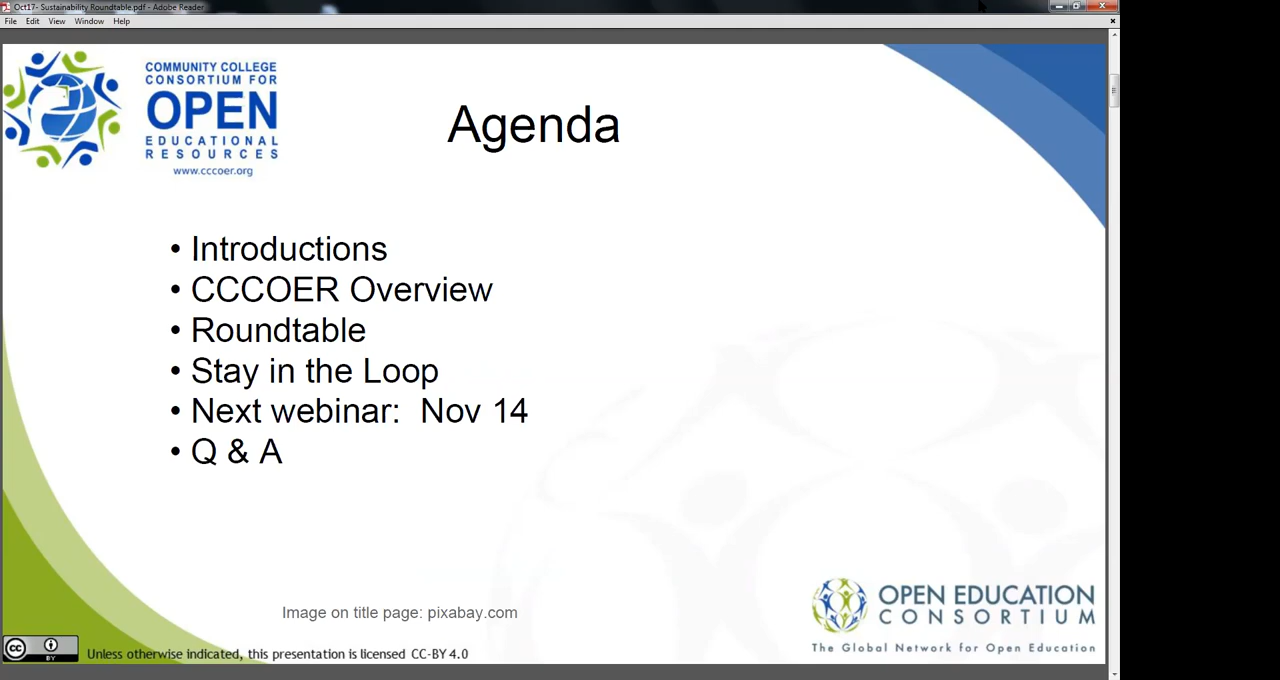 Oct17- Sustainability Roundtable.pdf - Adobe Reader
File Edit View Window Help
COMMUNITY COLLEGE
CONSORTIUM FOR
OPEN
EDUCATIONAL
RESOURCES
www.cccoer.org
Agenda
• Introductions
• CCCOER Overview
• Roundtable
• Stay in the Loop
• Next webinar: Nov 14
• Q & A
Image on title page: pixabay.com
OPEN EDUCATION
CONSORTIUM
The Global Network for Open Education
cc BY
Unless otherwise indicated, this presentation is licensed CC-BY 4.0